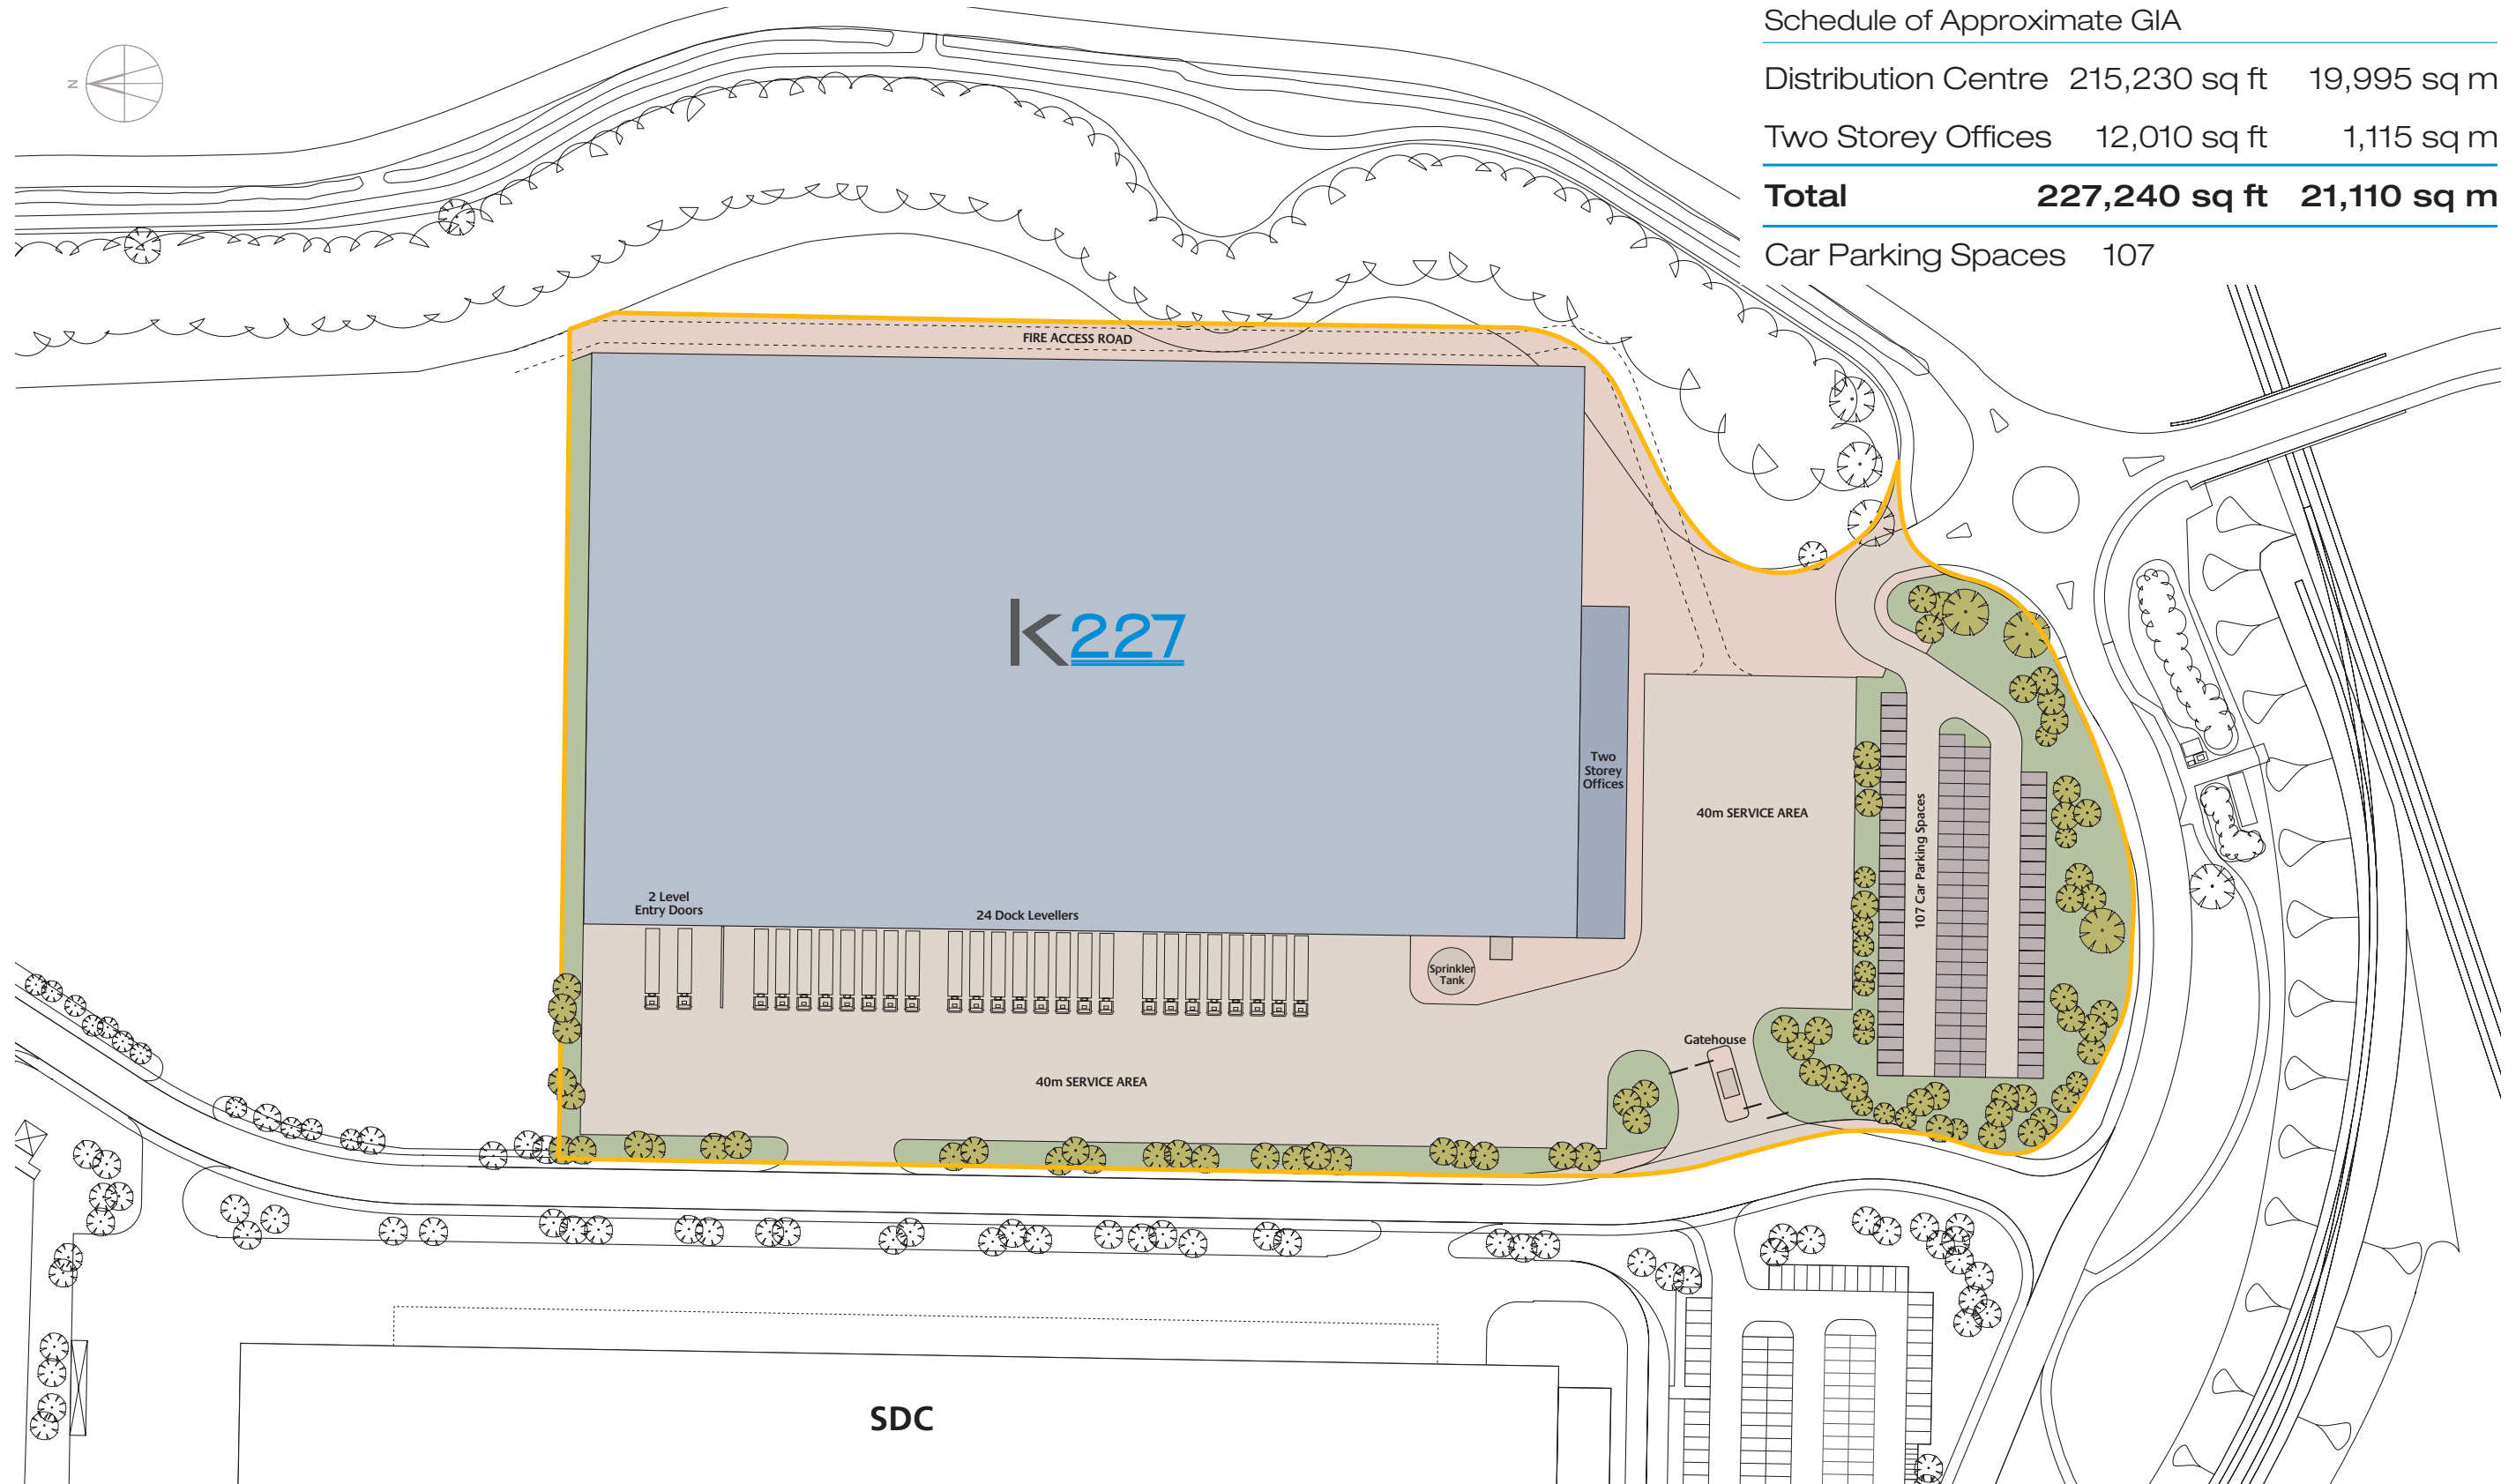 Schedule of Approximate GIA
Distribution Centre 215,230 sq ft 19,995 sq m
Two Storey Offices 12,010 sq ft 1,115 sq m
Total 227,240 sq ft 21,110 sq m
Car Parking Spaces 107
N
FIRE ACCESS ROAD
k227
Two
Storey
Offices
40m SERVICE AREA
107 Car Parking Spaces
2 Level
Entry Doors
24 Dock Levellers
Sprinkler
Tank
Gatehouse
40m SERVICE AREA
SDC